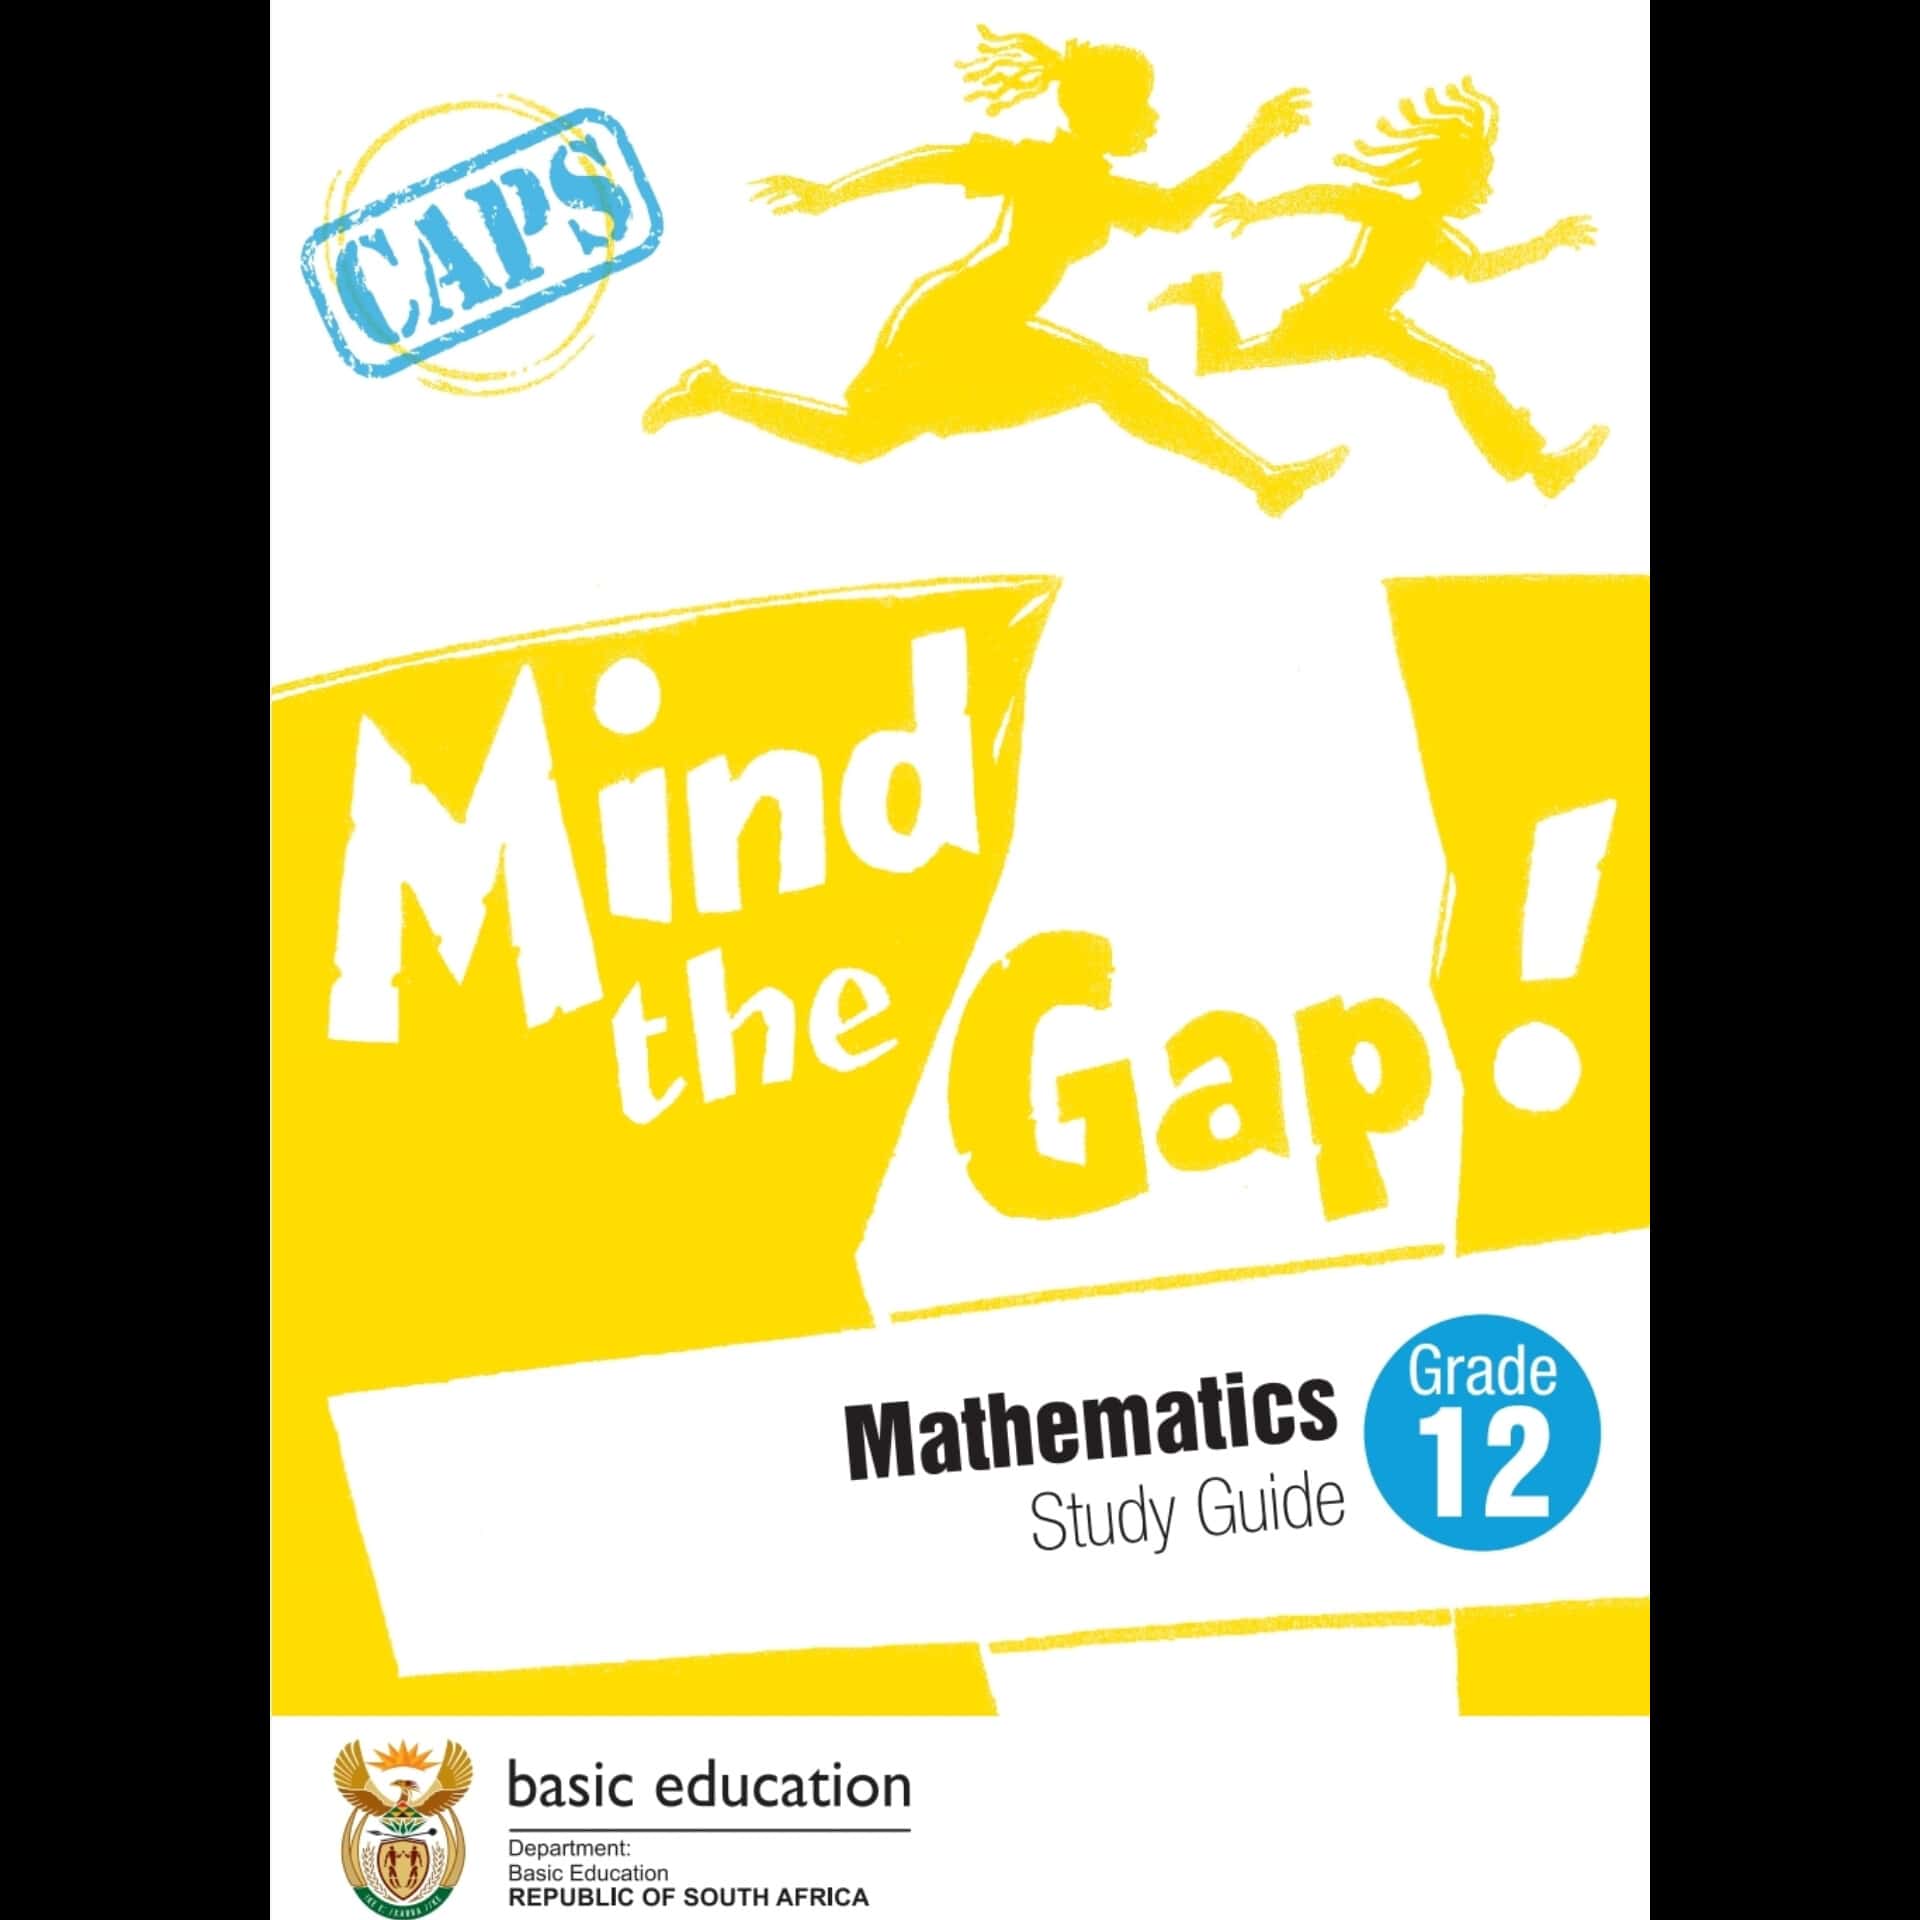 CAPS
Mind
the Gap!
Mathematics
Study Guide
Grade
12
basic education
Department:
Basic Education
REPUBLIC OF SOUTH AFRICA